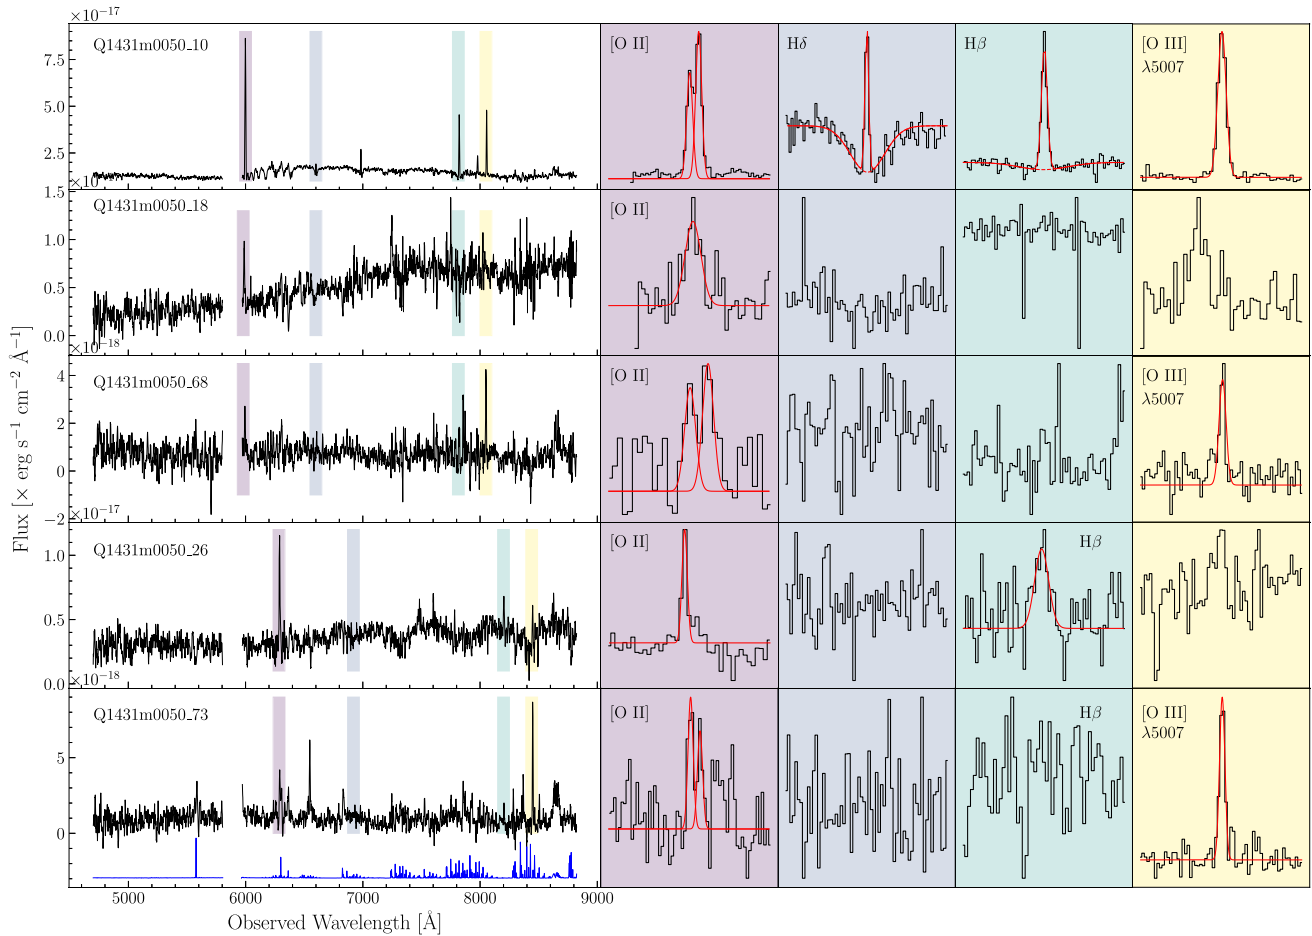 ×10−17
Q1431m0050_10
[O II]
Hδ
Hβ
[O III]
λ5007
7.5
5.0
2.5
×10
1.5
Q1431m0050_18
[O II]
1.0
0.5
0.0
×10−18
Q1431m0050_68
[O II]
[O III]
λ5007
4
2
0
−2
×10−17
Q1431m0050_26
[O II]
Hβ
1.0
0.5
0.0
×10−18
Q1431m0050_73
[O II]
Hβ
[O III]
λ5007
5
0
Flux [× erg s−1 cm−2 Å−1]
5000 6000 7000 8000 9000
Observed Wavelength [Å]